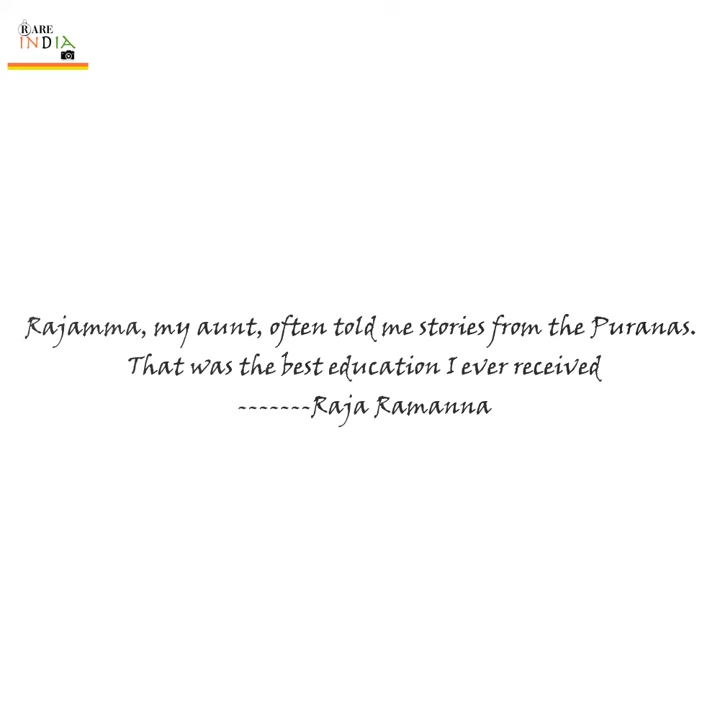 RARE
INDIA
Rajamma, my aunt, often told me stories from the Puranas.
That was the best education I ever received
-------Raja Ramanna